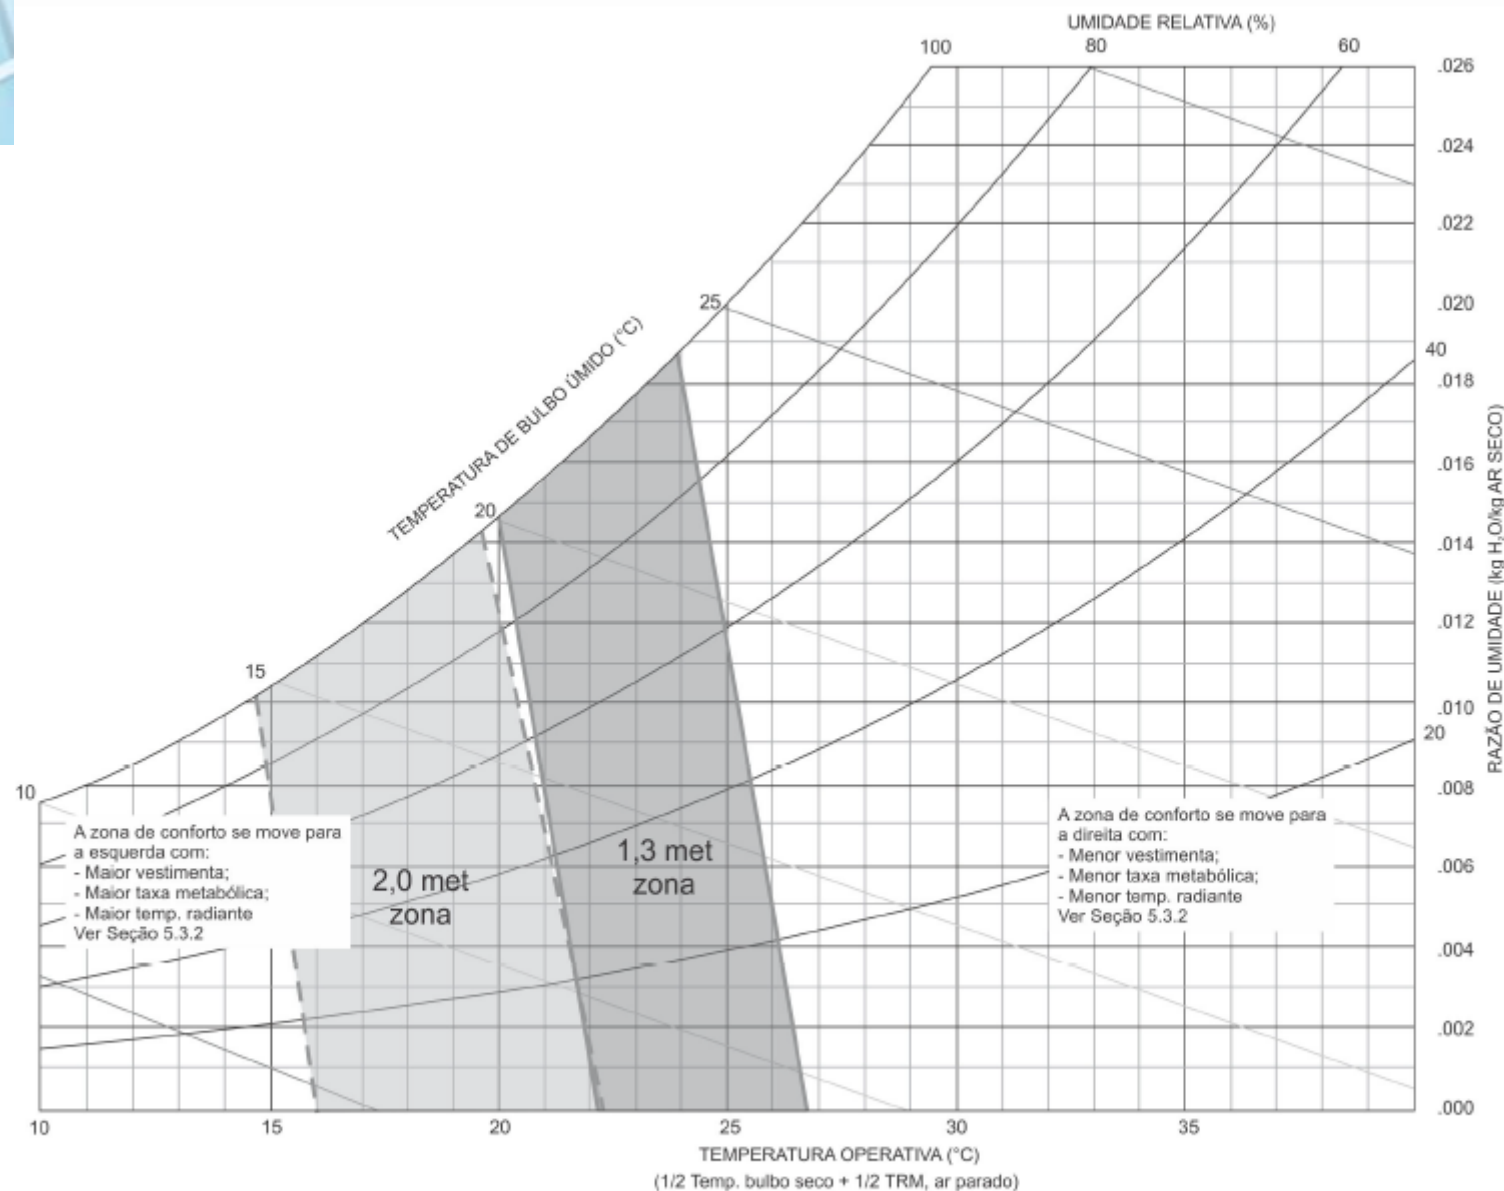 UMIDADE RELATIVA (%)
100
80
60
.026
.024
.022
25
.020
40
.018
TEMPERATURA DE BULBO ÚMIDO (°C)
.016
20
.014
RAZÃO DE UMIDADE (kg H₂O/kg AR SECO)
.012
15
.010
20
10
.008
A zona de conforto se move para
a esquerda com:
- Maior vestimenta;
- Maior taxa metabólica;
- Maior temp. radiante
Ver Seção 5.3.2
2,0 met
zona
1,3 met
zona
A zona de conforto se move para
a direita com:
- Menor vestimenta;
- Menor taxa metabólica;
- Menor temp. radiante
Ver Seção 5.3.2
.006
.004
.002
.000
10
15
20
25
30
35
TEMPERATURA OPERATIVA (°C)
(1/2 Temp. bulbo seco + 1/2 TRM, ar parado)